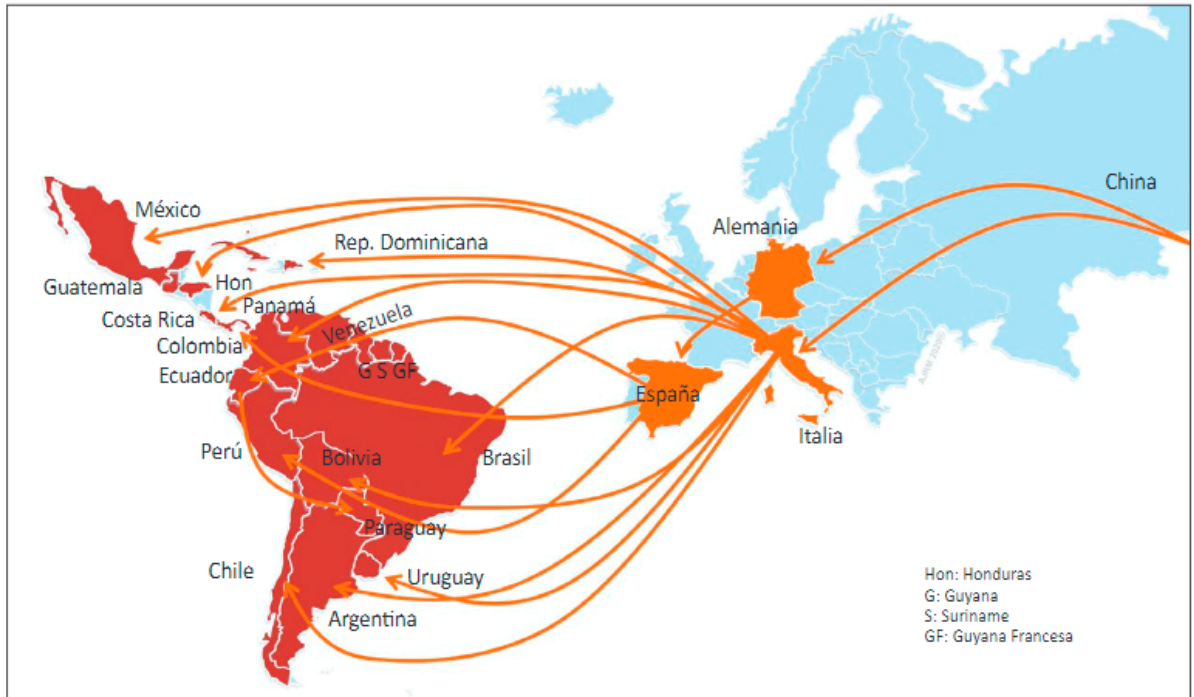 China
México
Alemania
Rep. Dominicana
Guatemala
Hon
Panamá
Costa Rica
Venezuela
Colombia
Ecuador
G S GF
España
Italia
Perú
Bolivia
Brasil
Paraguay
Chile
Uruguay
Argentina
Hon: Honduras
G: Guyana
S: Suriname
GF: Guyana Francesa